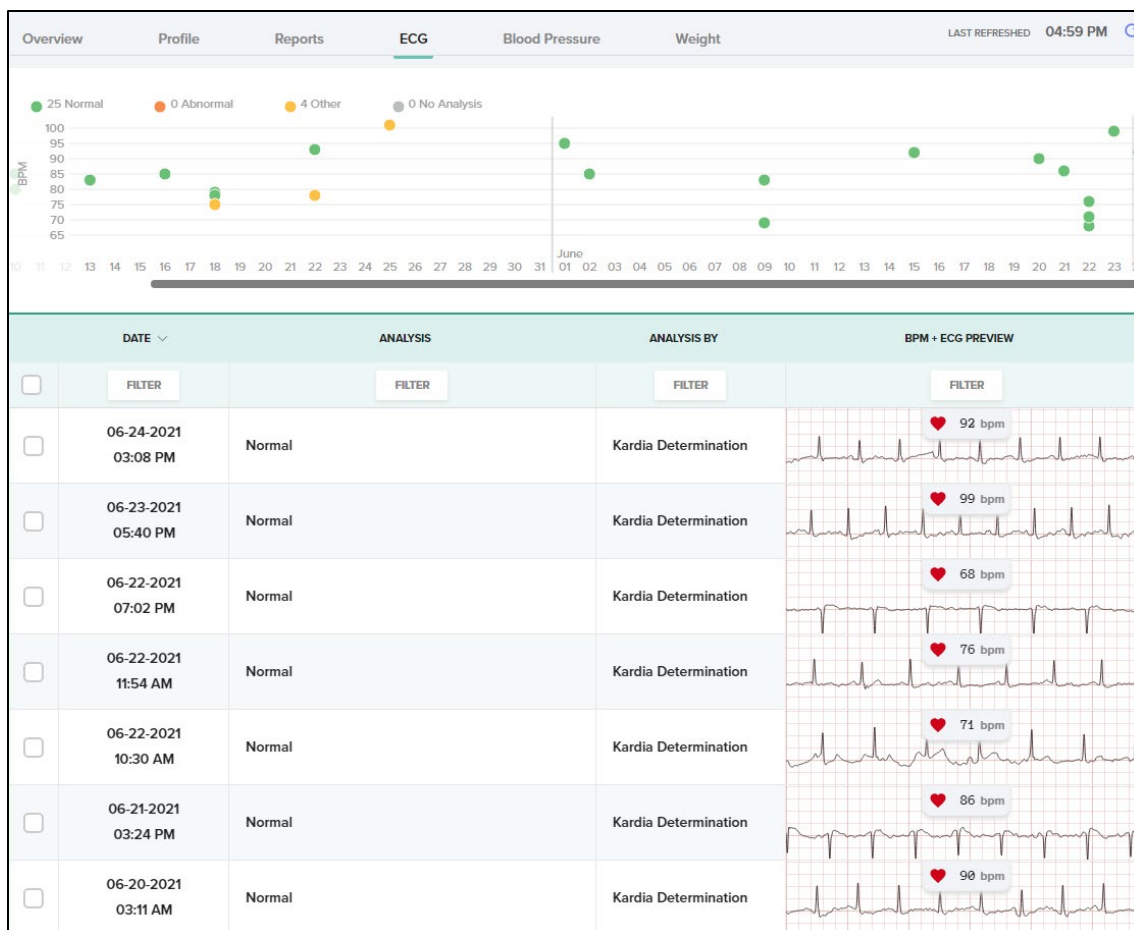 Overview Profile Reports ECG Blood Pressure Weight LAST REFRESHED 04:59 PM
25 Normal 0 Abnormal 4 Other 0 No Analysis
100
95
90
85
80
75
70
65
BPM
June
10 11 12 13 14 15 16 17 18 19 20 21 22 23 24 25 26 27 28 29 30 31 01 02 03 04 05 06 07 08 09 10 11 12 13 14 15 16 17 18 19 20 21 22 23
DATE ANALYSIS ANALYSIS BY BPM + ECG PREVIEW
FILTER FILTER FILTER FILTER
06-24-2021
03:08 PM
Normal Kardia Determination 92 bpm
06-23-2021
05:40 PM
Normal Kardia Determination 99 bpm
06-22-2021
07:02 PM
Normal Kardia Determination 68 bpm
06-22-2021
11:54 AM
Normal Kardia Determination 76 bpm
06-22-2021
10:30 AM
Normal Kardia Determination 71 bpm
06-21-2021
03:24 PM
Normal Kardia Determination 86 bpm
06-20-2021
03:11 AM
Normal Kardia Determination 90 bpm